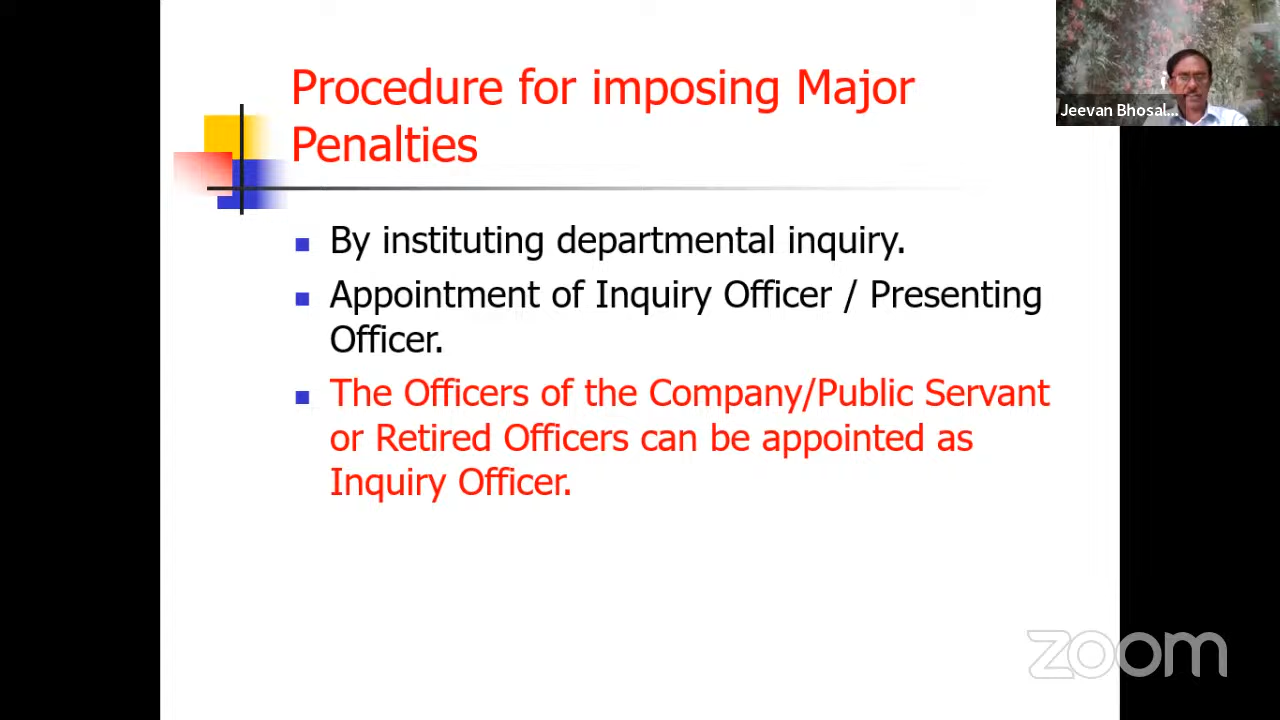 Procedure for imposing Major
Penalties
Jeevan Bhosal...
By instituting departmental inquiry.
Appointment of Inquiry Officer / Presenting
Officer.
The Officers of the Company/Public Servant
or Retired Officers can be appointed as
Inquiry Officer.
zoom